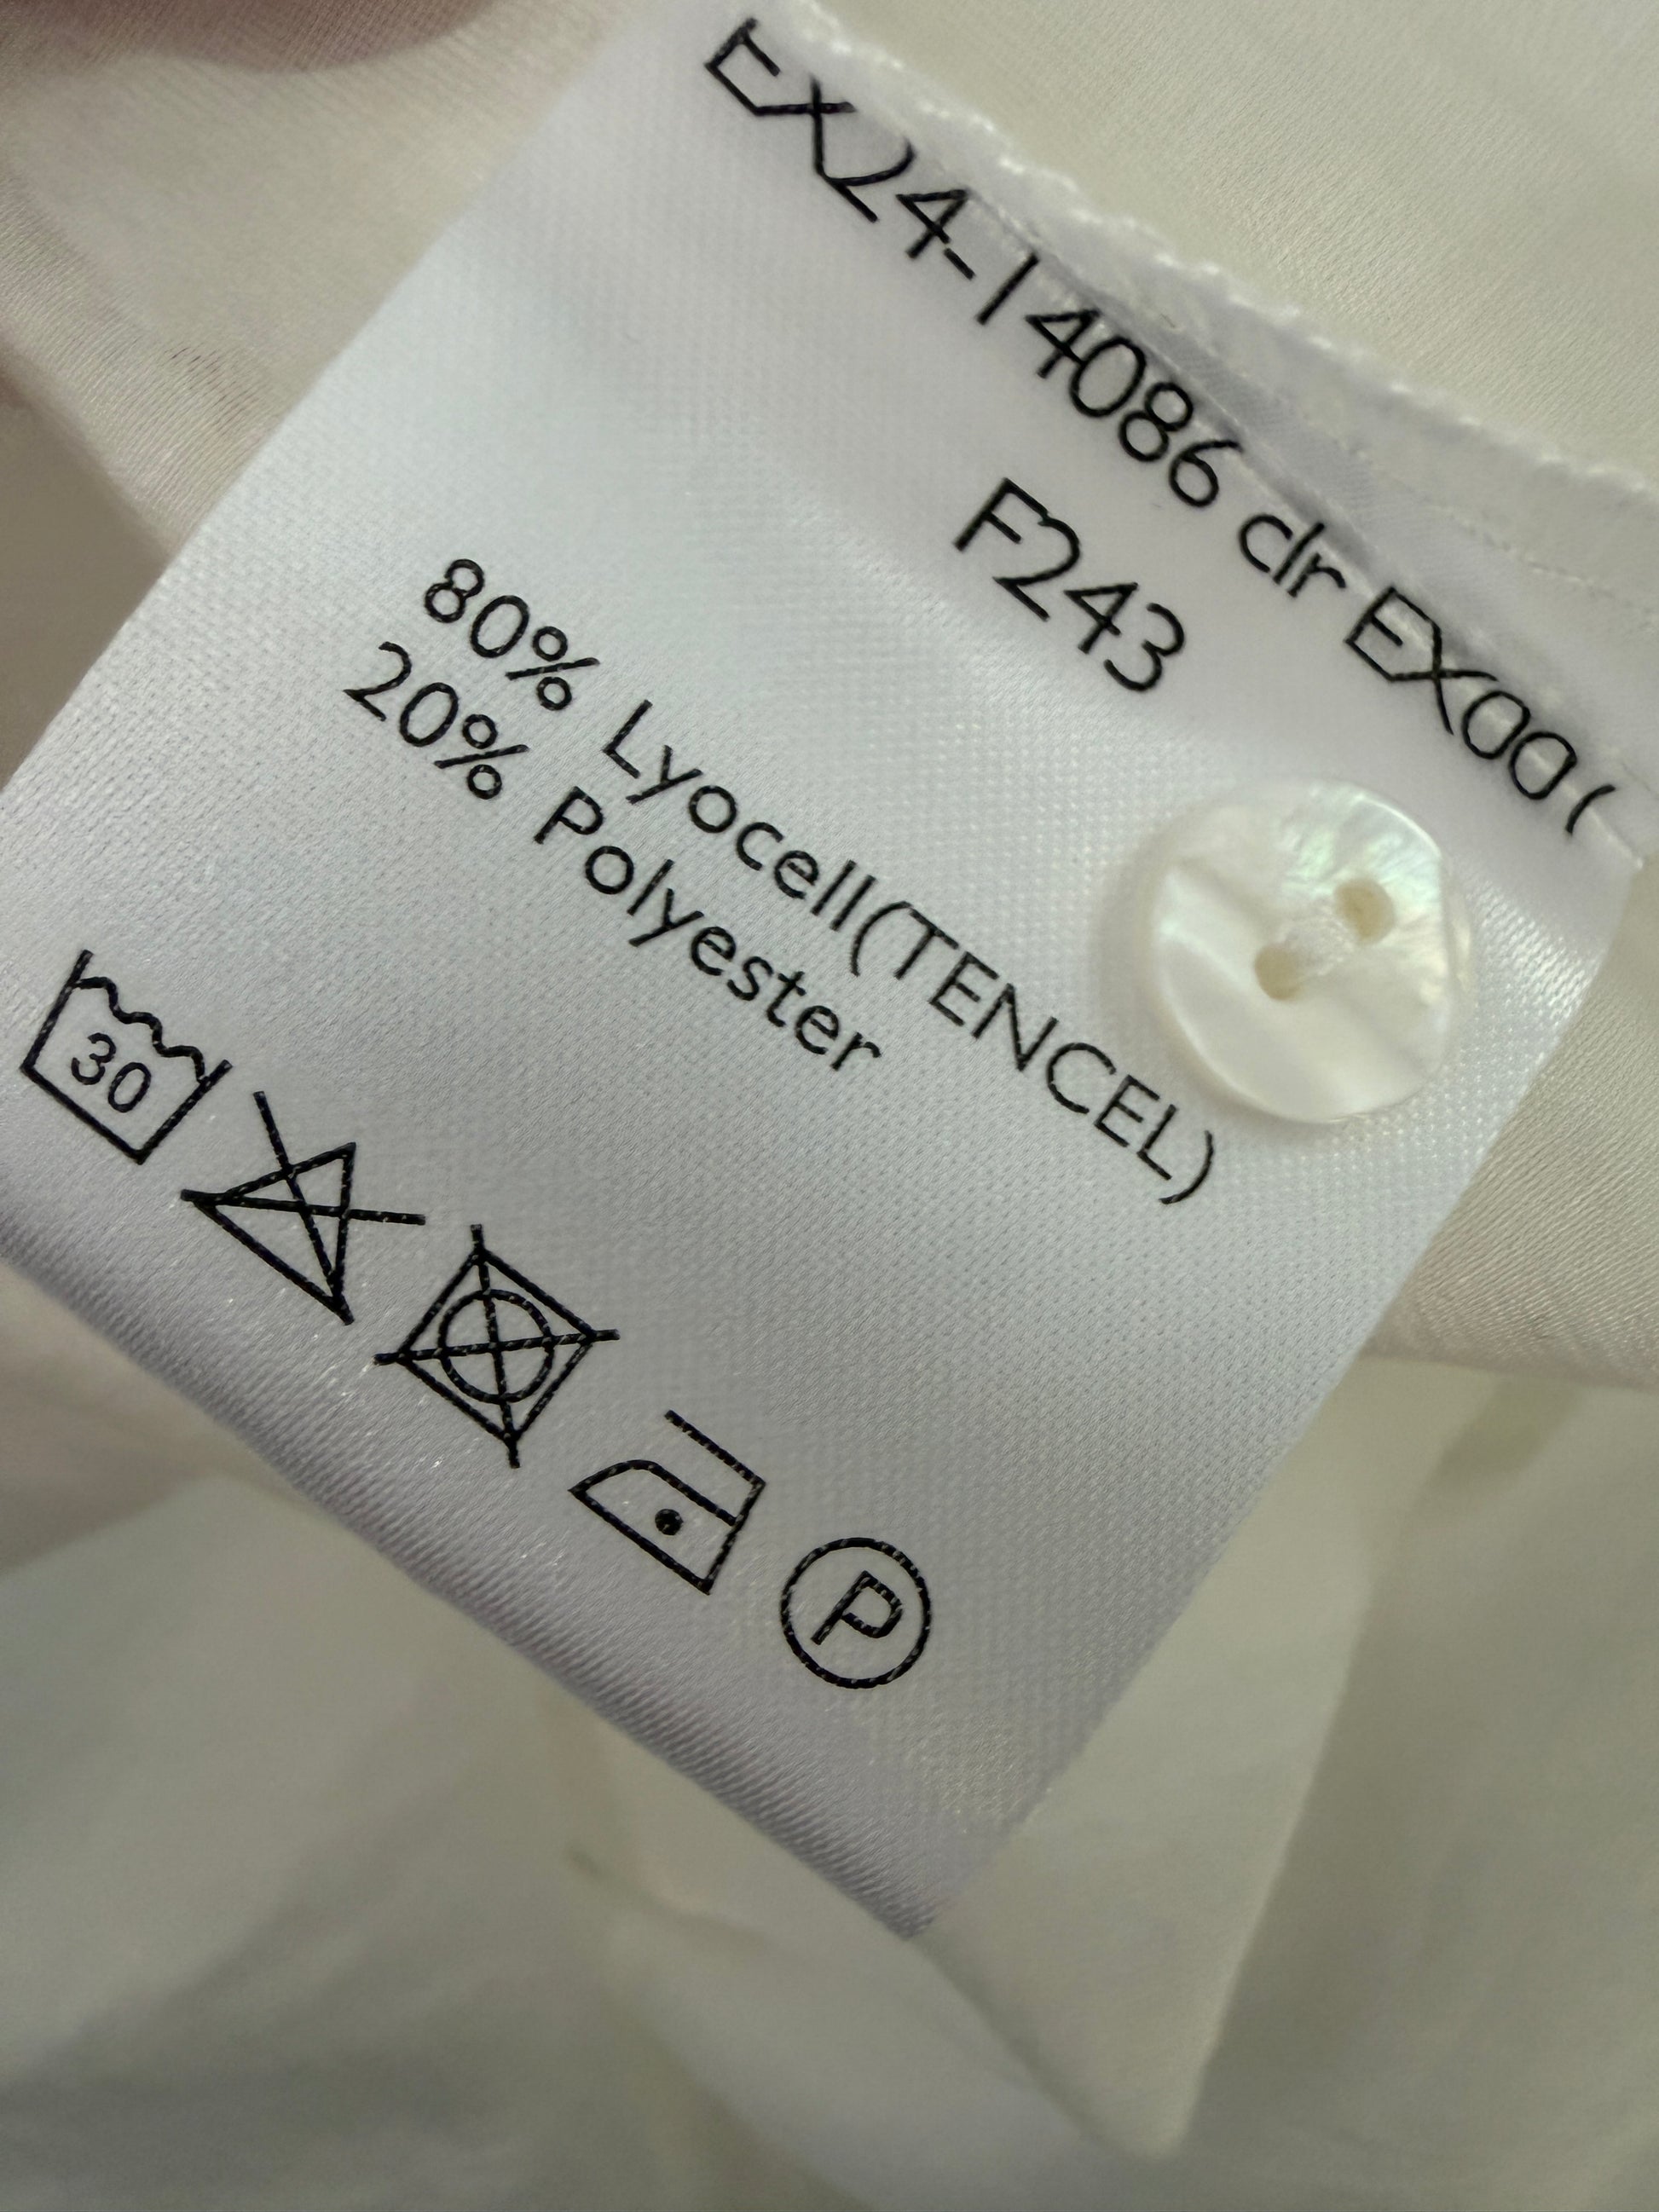 EX24-14086 clr EX00
F243
80% Lyocell(TENCEL)
20% Polyester
30
P